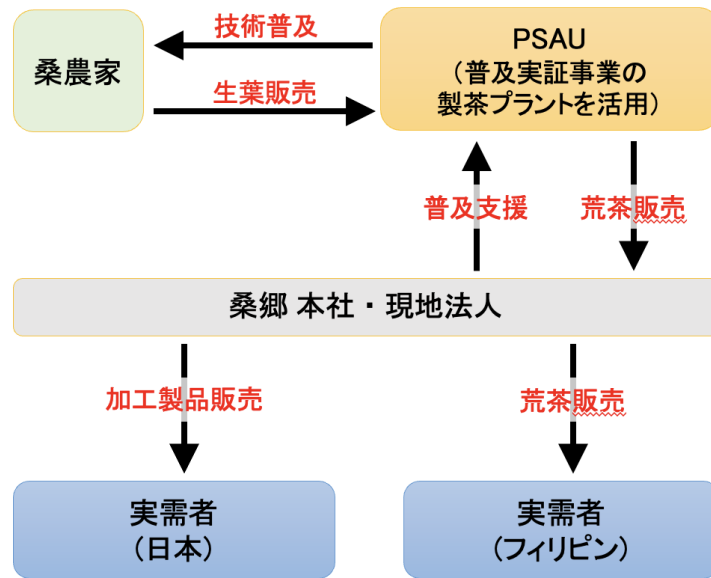 技術普及
PSAU
(普及実証事業の
製茶プラントを活用)
桑農家
生葉販売
普及支援
荒茶販売
桑郷 本社・現地法人
加工製品販売
荒茶販売
実需者
(日本)
実需者
(フィリピン)